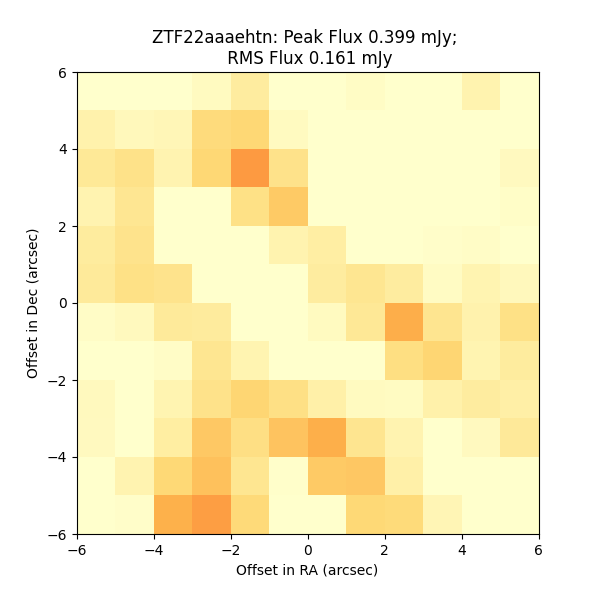 ZTF22aaaehtn: Peak Flux 0.399 mJy;
RMS Flux 0.161 mJy
6
4
2
0
−2
−4
−6
Offset in Dec (arcsec)
−6 −4 −2 0 2 4 6
Offset in RA (arcsec)